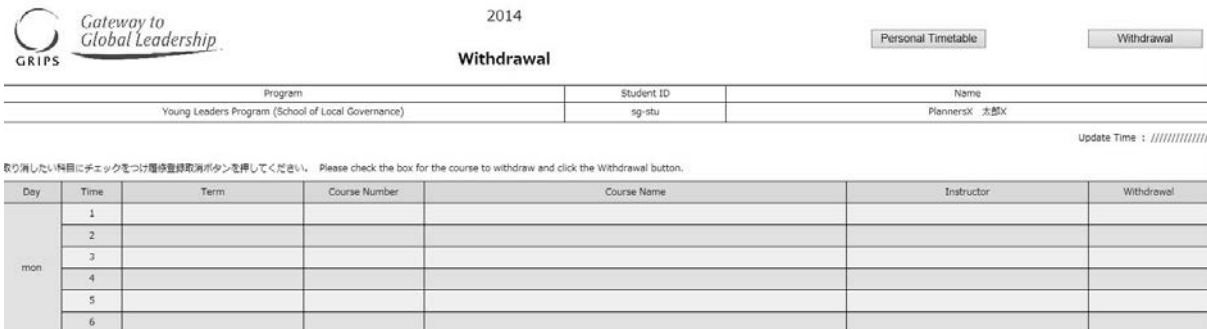 2014
Gateway to
Global Leadership
GRIPS
Withdrawal
Personal Timetable
Withdrawal
Program Student ID Name
Young Leaders Program (School of Local Governance) sg-stu PlannersX 太郎X
Update Time : /////////////
取り消したい科目にチェックをつけ履修登録取消ボタンを押してください。 Please check the box for the course to withdraw and click the Withdrawal button.
Day Time Term Course Number Course Name Instructor Withdrawal
mon
1
2
3
4
5
6